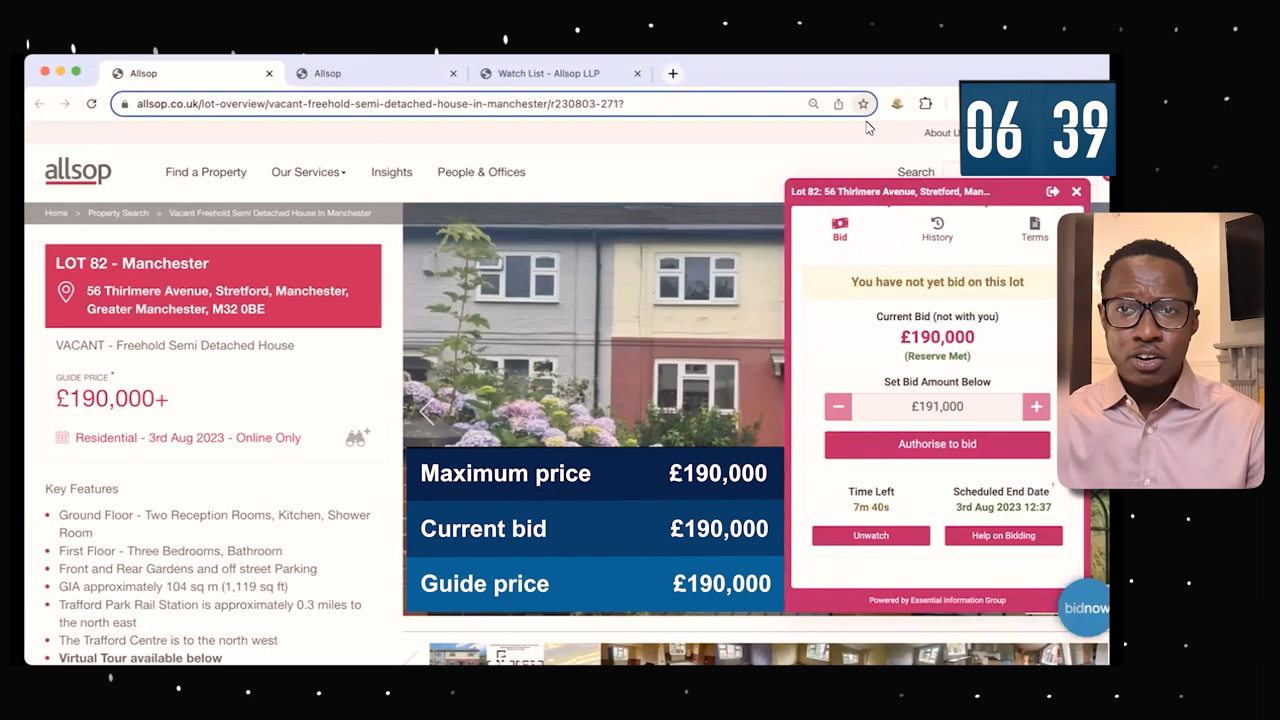 Allsop
Allsop
Watch List - Allsop LLP
allsop.co.uk/lot-overview/vacant-freehold-semi-detached-house-in-manchester/r230803-271?
06 39
About U
allsop
Find a Property
Our Services
Insights
People & Offices
Search
Home > Property Search > Vacant Freehold Semi Detached House In Manchester
LOT 82 - Manchester
56 Thirlmere Avenue, Stretford, Manchester,
Greater Manchester, M32 0BE
VACANT - Freehold Semi Detached House
GUIDE PRICE *
£190,000+
Residential - 3rd Aug 2023 - Online Only
Key Features
Ground Floor - Two Reception Rooms, Kitchen, Shower
Room
First Floor - Three Bedrooms, Bathroom
Front and Rear Gardens and off street Parking
GIA approximately 104 sq m (1,119 sq ft)
Trafford Park Rail Station is approximately 0.3 miles to
the north east
The Trafford Centre is to the north west
Virtual Tour available below
Maximum price £190,000
Current bid £190,000
Guide price £190,000
Lot 82: 56 Thirlmere Avenue, Stretford, Man...
Bid
History
Terms
You have not yet bid on this lot
Current Bid (not with you)
£190,000
(Reserve Met)
Set Bid Amount Below
- £191,000 +
Authorise to bid
Time Left
7m 40s
Scheduled End Date
3rd Aug 2023 12:37
Unwatch
Help on Bidding
Powered by Essential Information Group
bidnow